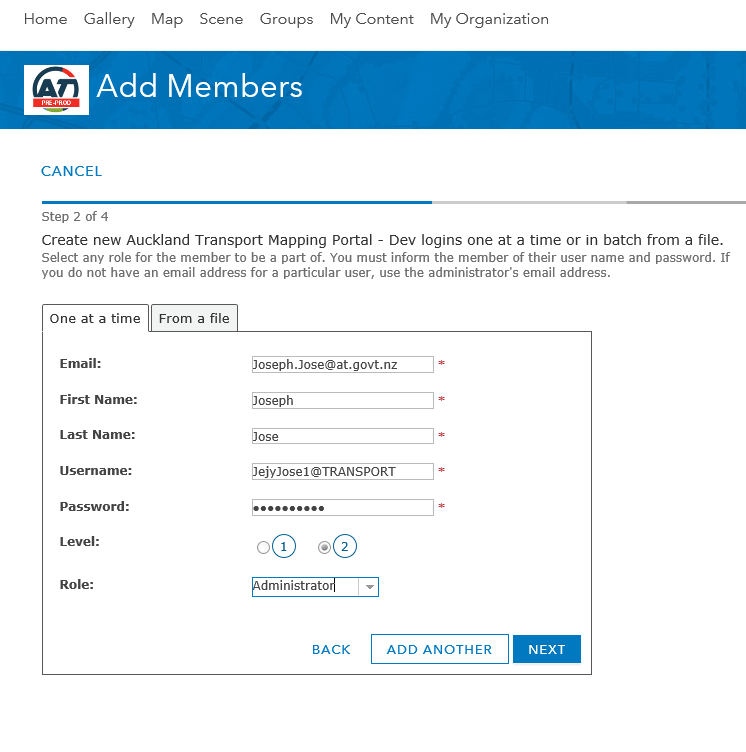 Home Gallery Map Scene Groups My Content My Organization
AT
PRE-PROD
Add Members
CANCEL
Step 2 of 4
Create new Auckland Transport Mapping Portal - Dev logins one at a time or in batch from a file.
Select any role for the member to be a part of. You must inform the member of their user name and password. If
you do not have an email address for a particular user, use the administrator's email address.
One at a time From a file
Email: Joseph.Jose@at.govt.nz *
First Name: Joseph *
Last Name: Jose *
Username: JejyJose1@TRANSPORT *
Password: ●●●●●●●●●● *
Level: 1 2
Role: Administrator
BACK ADD ANOTHER NEXT